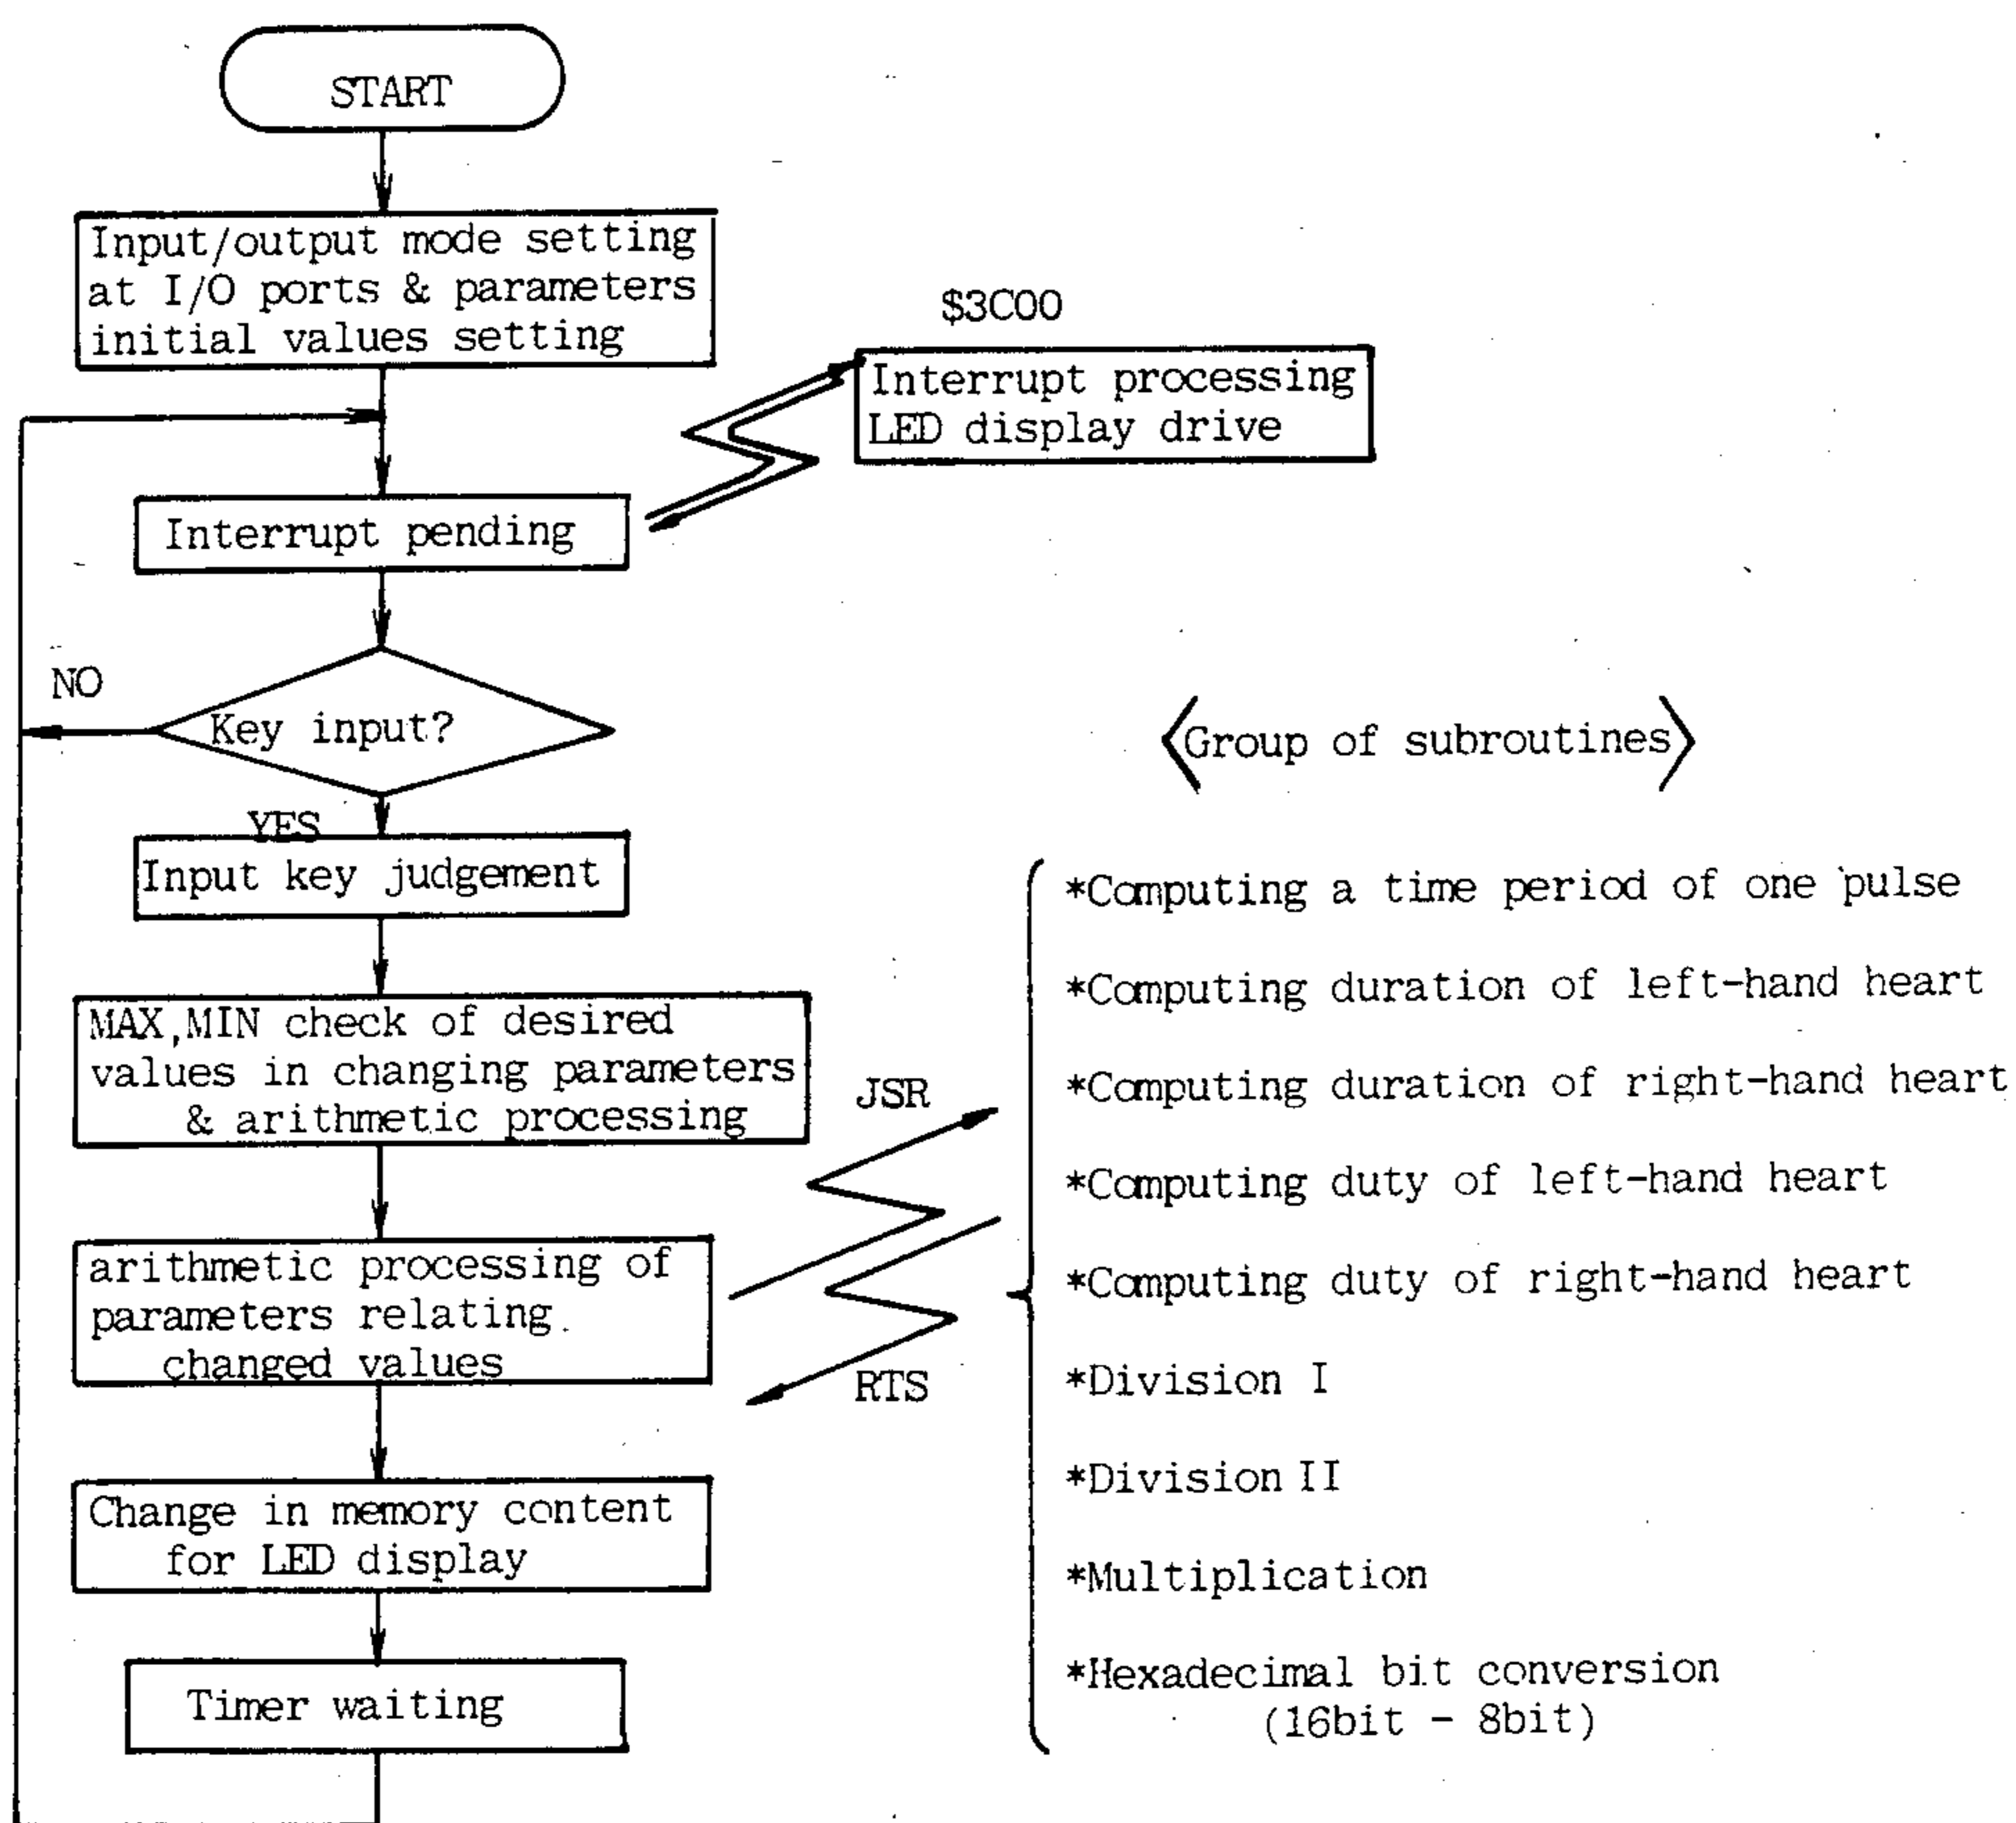 START
Input/output mode setting
at I/O ports & parameters
initial values setting
$3C00
Interrupt processing
LED display drive
Interrupt pending
NO
Key input?
YES
Input key judgement
MAX,MIN check of desired
values in changing parameters
& arithmetic processing
JSR
arithmetic processing of
parameters relating
changed values
RTS
Change in memory content
for LED display
Timer waiting
〈Group of subroutines〉
*Computing a time period of one pulse
*Computing duration of left-hand heart
*Computing duration of right-hand heart
*Computing duty of left-hand heart
*Computing duty of right-hand heart
*Division I
*Division II
*Multiplication
*Hexadecimal bit conversion
(16bit - 8bit)